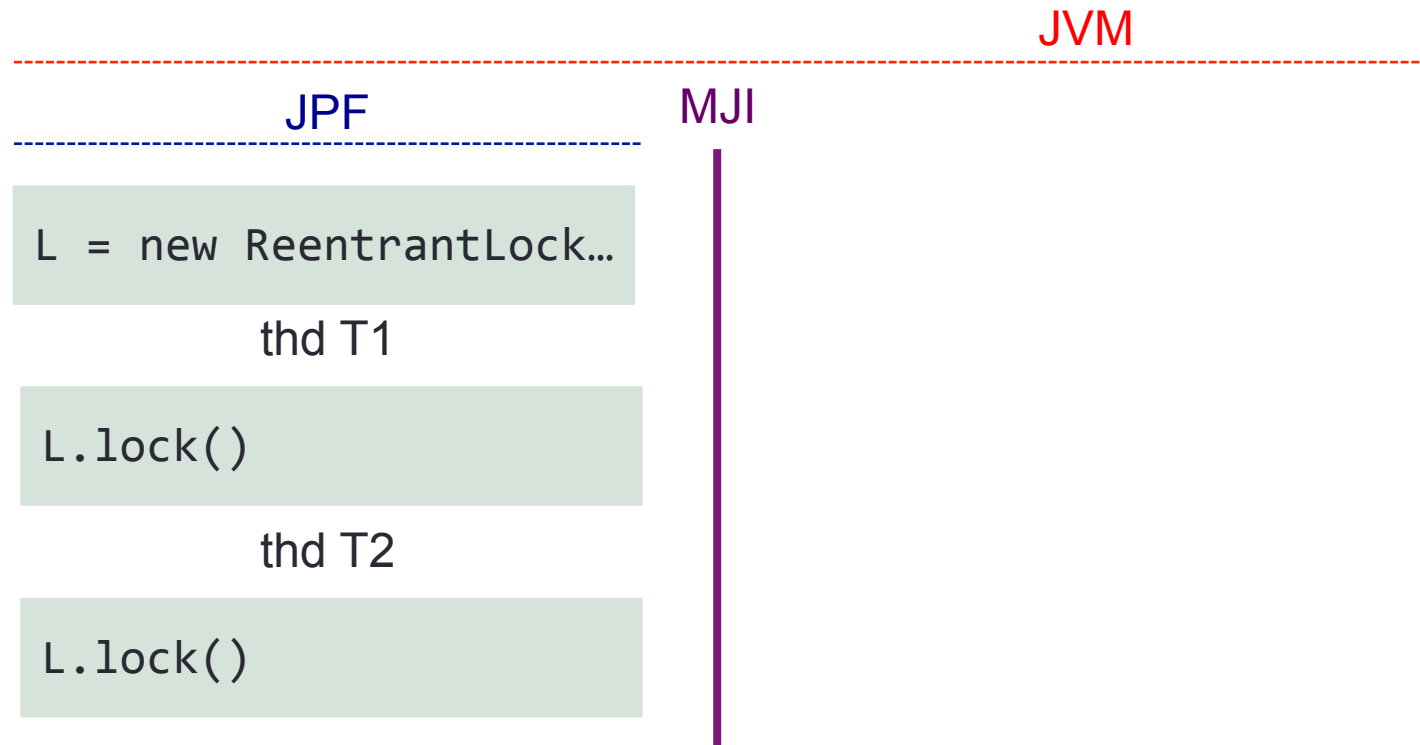 JVM
JPF
MJI
L = new ReentrantLock…
thd T1
L.lock()
thd T2
L.lock()